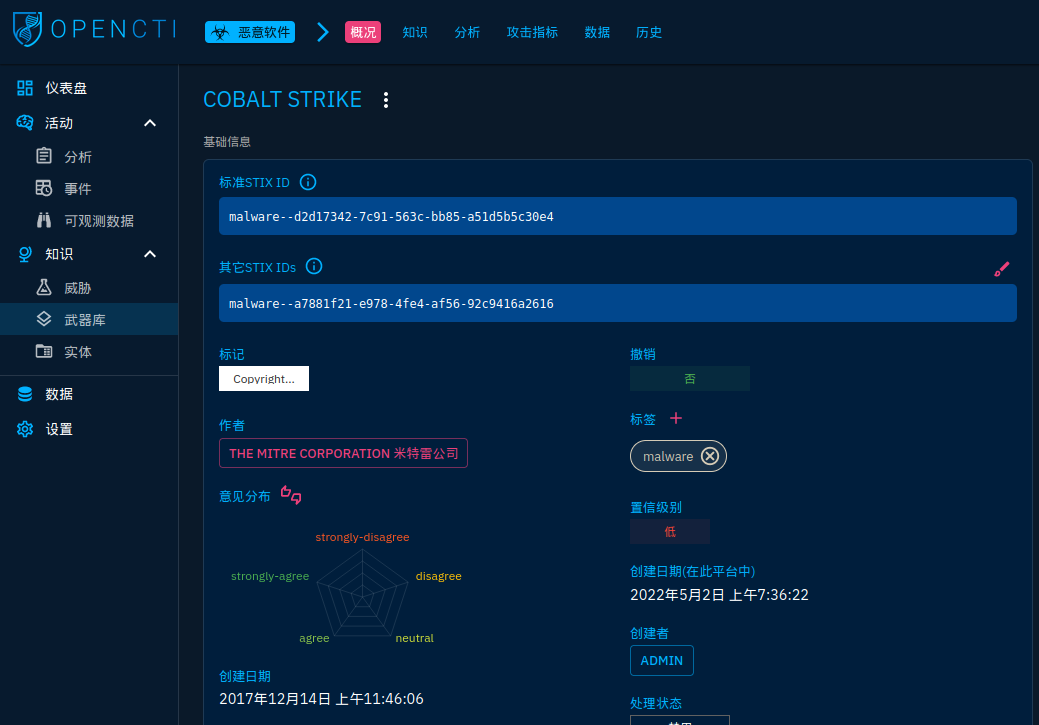 OPENCTI
恶意软件
概况
知识
分析
攻击指标
数据
历史
仪表盘
活动
分析
事件
可观测数据
知识
威胁
武器库
实体
数据
设置
COBALT STRIKE
基础信息
标准STIX ID
malware--d2d17342-7c91-563c-bb85-a51d5b5c30e4
其它STIX IDs
malware--a7881f21-e978-4fe4-af56-92c9416a2616
标记
Copyright...
作者
THE MITRE CORPORATION 米特雷公司
意见分布
strongly-disagree
strongly-agree
disagree
agree
neutral
创建日期
2017年12月14日 上午11:46:06
撤销
否
标签
malware
置信级别
低
创建日期(在此平台中)
2022年5月2日 上午7:36:22
创建者
ADMIN
处理状态